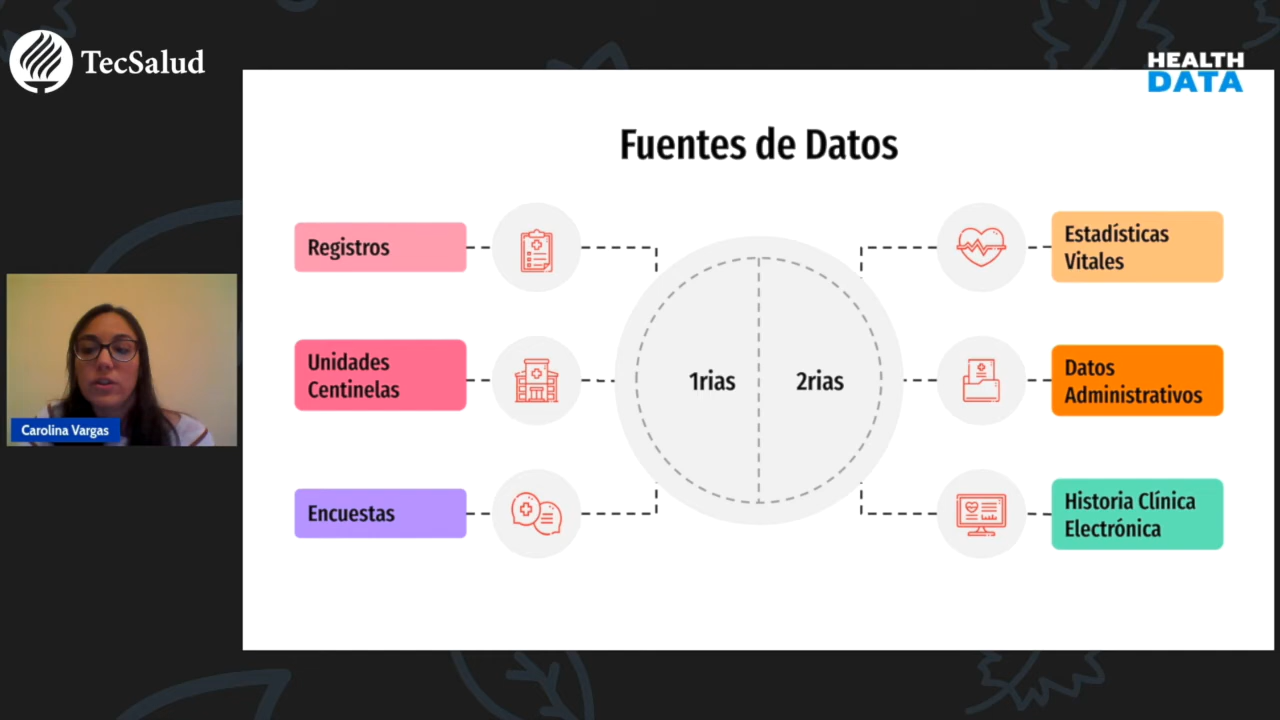 TecSalud
HEALTH
DATA
Fuentes de Datos
Registros
Unidades
Centinelas
Encuestas
1rias
2rias
Estadísticas
Vitales
Datos
Administrativos
Historia Clínica
Electrónica
Carolina Vargas